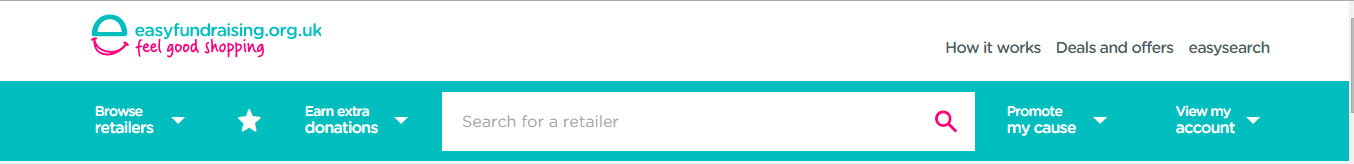 easyfundraising.org.uk
feel good shopping
How it works Deals and offers easysearch
Browse
retailers
Earn extra
donations
Search for a retailer
Promote
my cause
View my
account